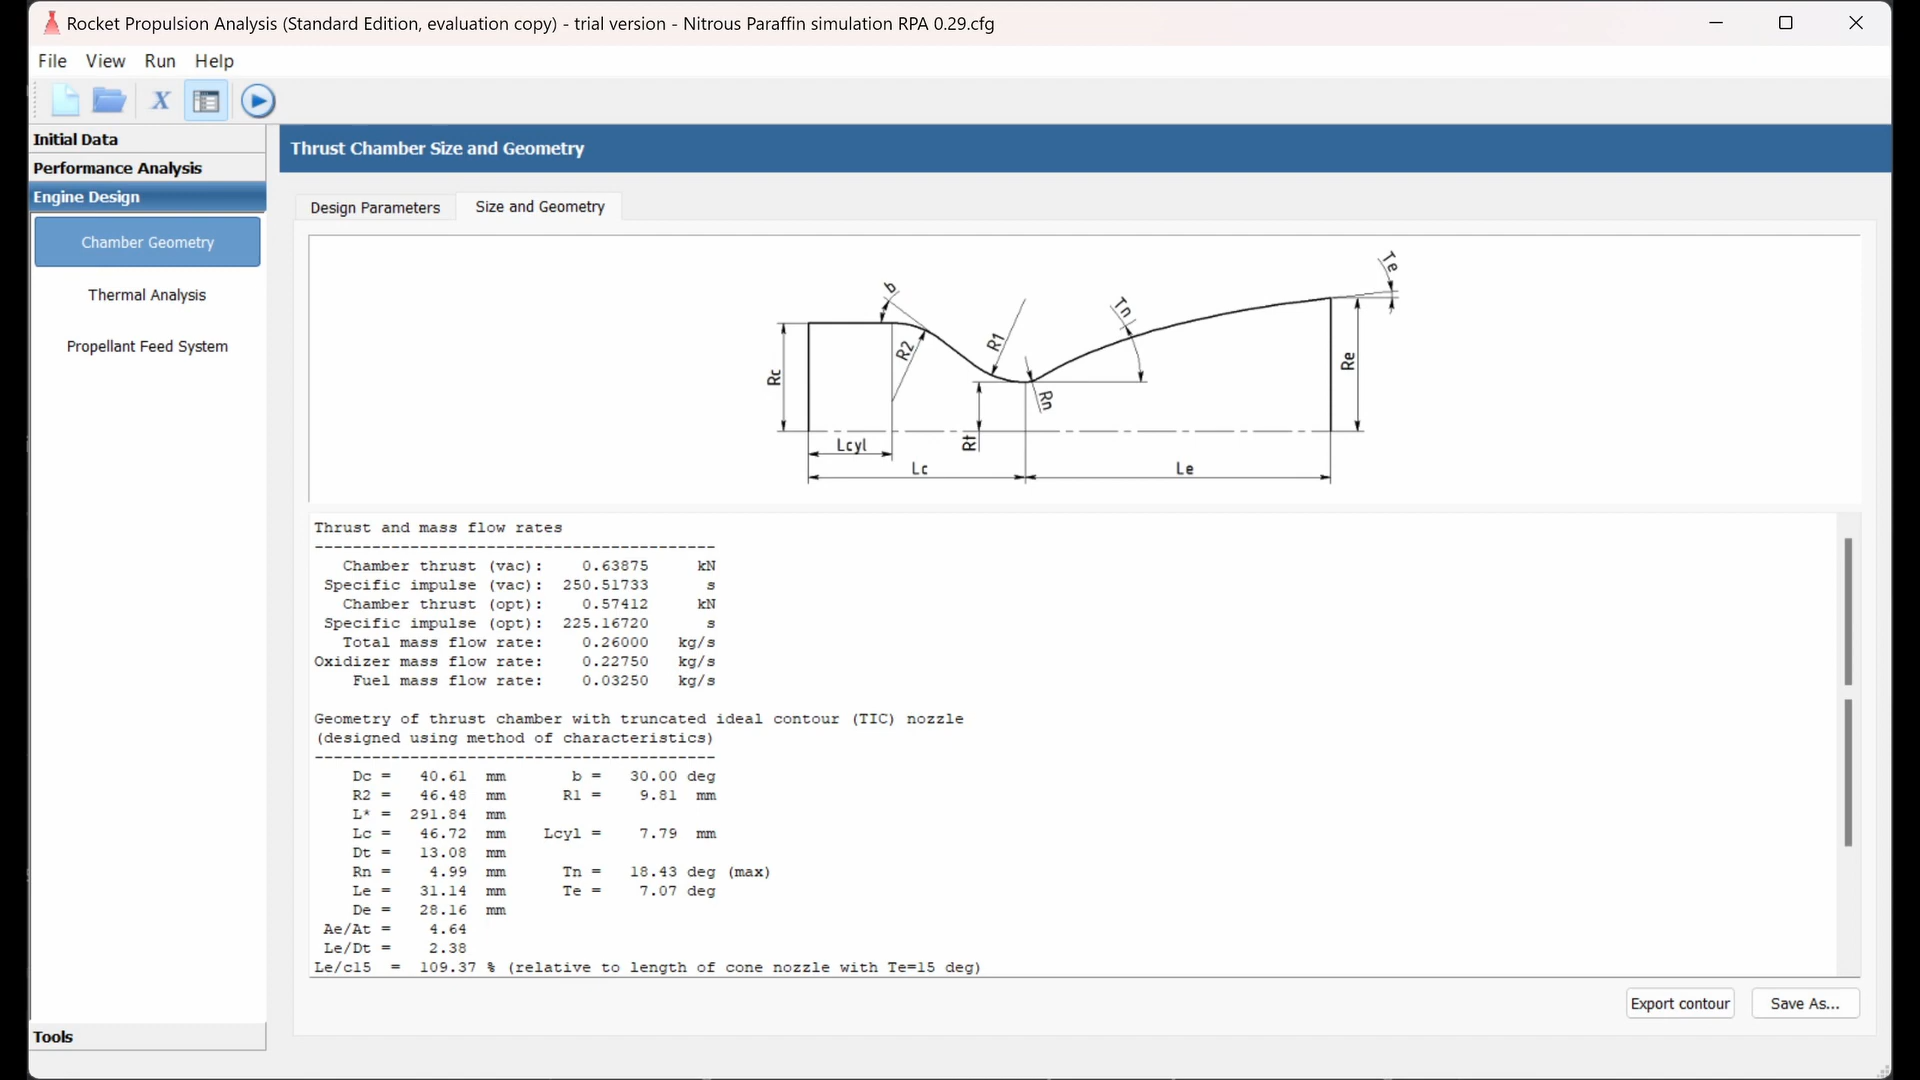 Rocket Propulsion Analysis (Standard Edition, evaluation copy) - trial version - Nitrous Paraffin simulation RPA 0.29.cfg
File View Run Help
X
Initial Data
Performance Analysis
Engine Design
Chamber Geometry
Thermal Analysis
Propellant Feed System
Tools
Thrust Chamber Size and Geometry
Design Parameters Size and Geometry
b
R2
R1
Tn
Te
Rc
Rn
Re
Rt
Lcyl
Lc
Le
Thrust and mass flow rates
------------------------------------------
Chamber thrust (vac): 0.63875 kN
Specific impulse (vac): 250.51733 s
Chamber thrust (opt): 0.57412 kN
Specific impulse (opt): 225.16720 s
Total mass flow rate: 0.26000 kg/s
Oxidizer mass flow rate: 0.22750 kg/s
Fuel mass flow rate: 0.03250 kg/s
Geometry of thrust chamber with truncated ideal contour (TIC) nozzle
(designed using method of characteristics)
------------------------------------------
Dc = 40.61 mm b = 30.00 deg
R2 = 46.48 mm R1 = 9.81 mm
L* = 291.84 mm
Lc = 46.72 mm Lcyl = 7.79 mm
Dt = 13.08 mm
Rn = 4.99 mm Tn = 18.43 deg (max)
Le = 31.14 mm Te = 7.07 deg
De = 28.16 mm
Ae/At = 4.64
Le/Dt = 2.38
Le/c15 = 109.37 % (relative to length of cone nozzle with Te=15 deg)
Export contour Save As...